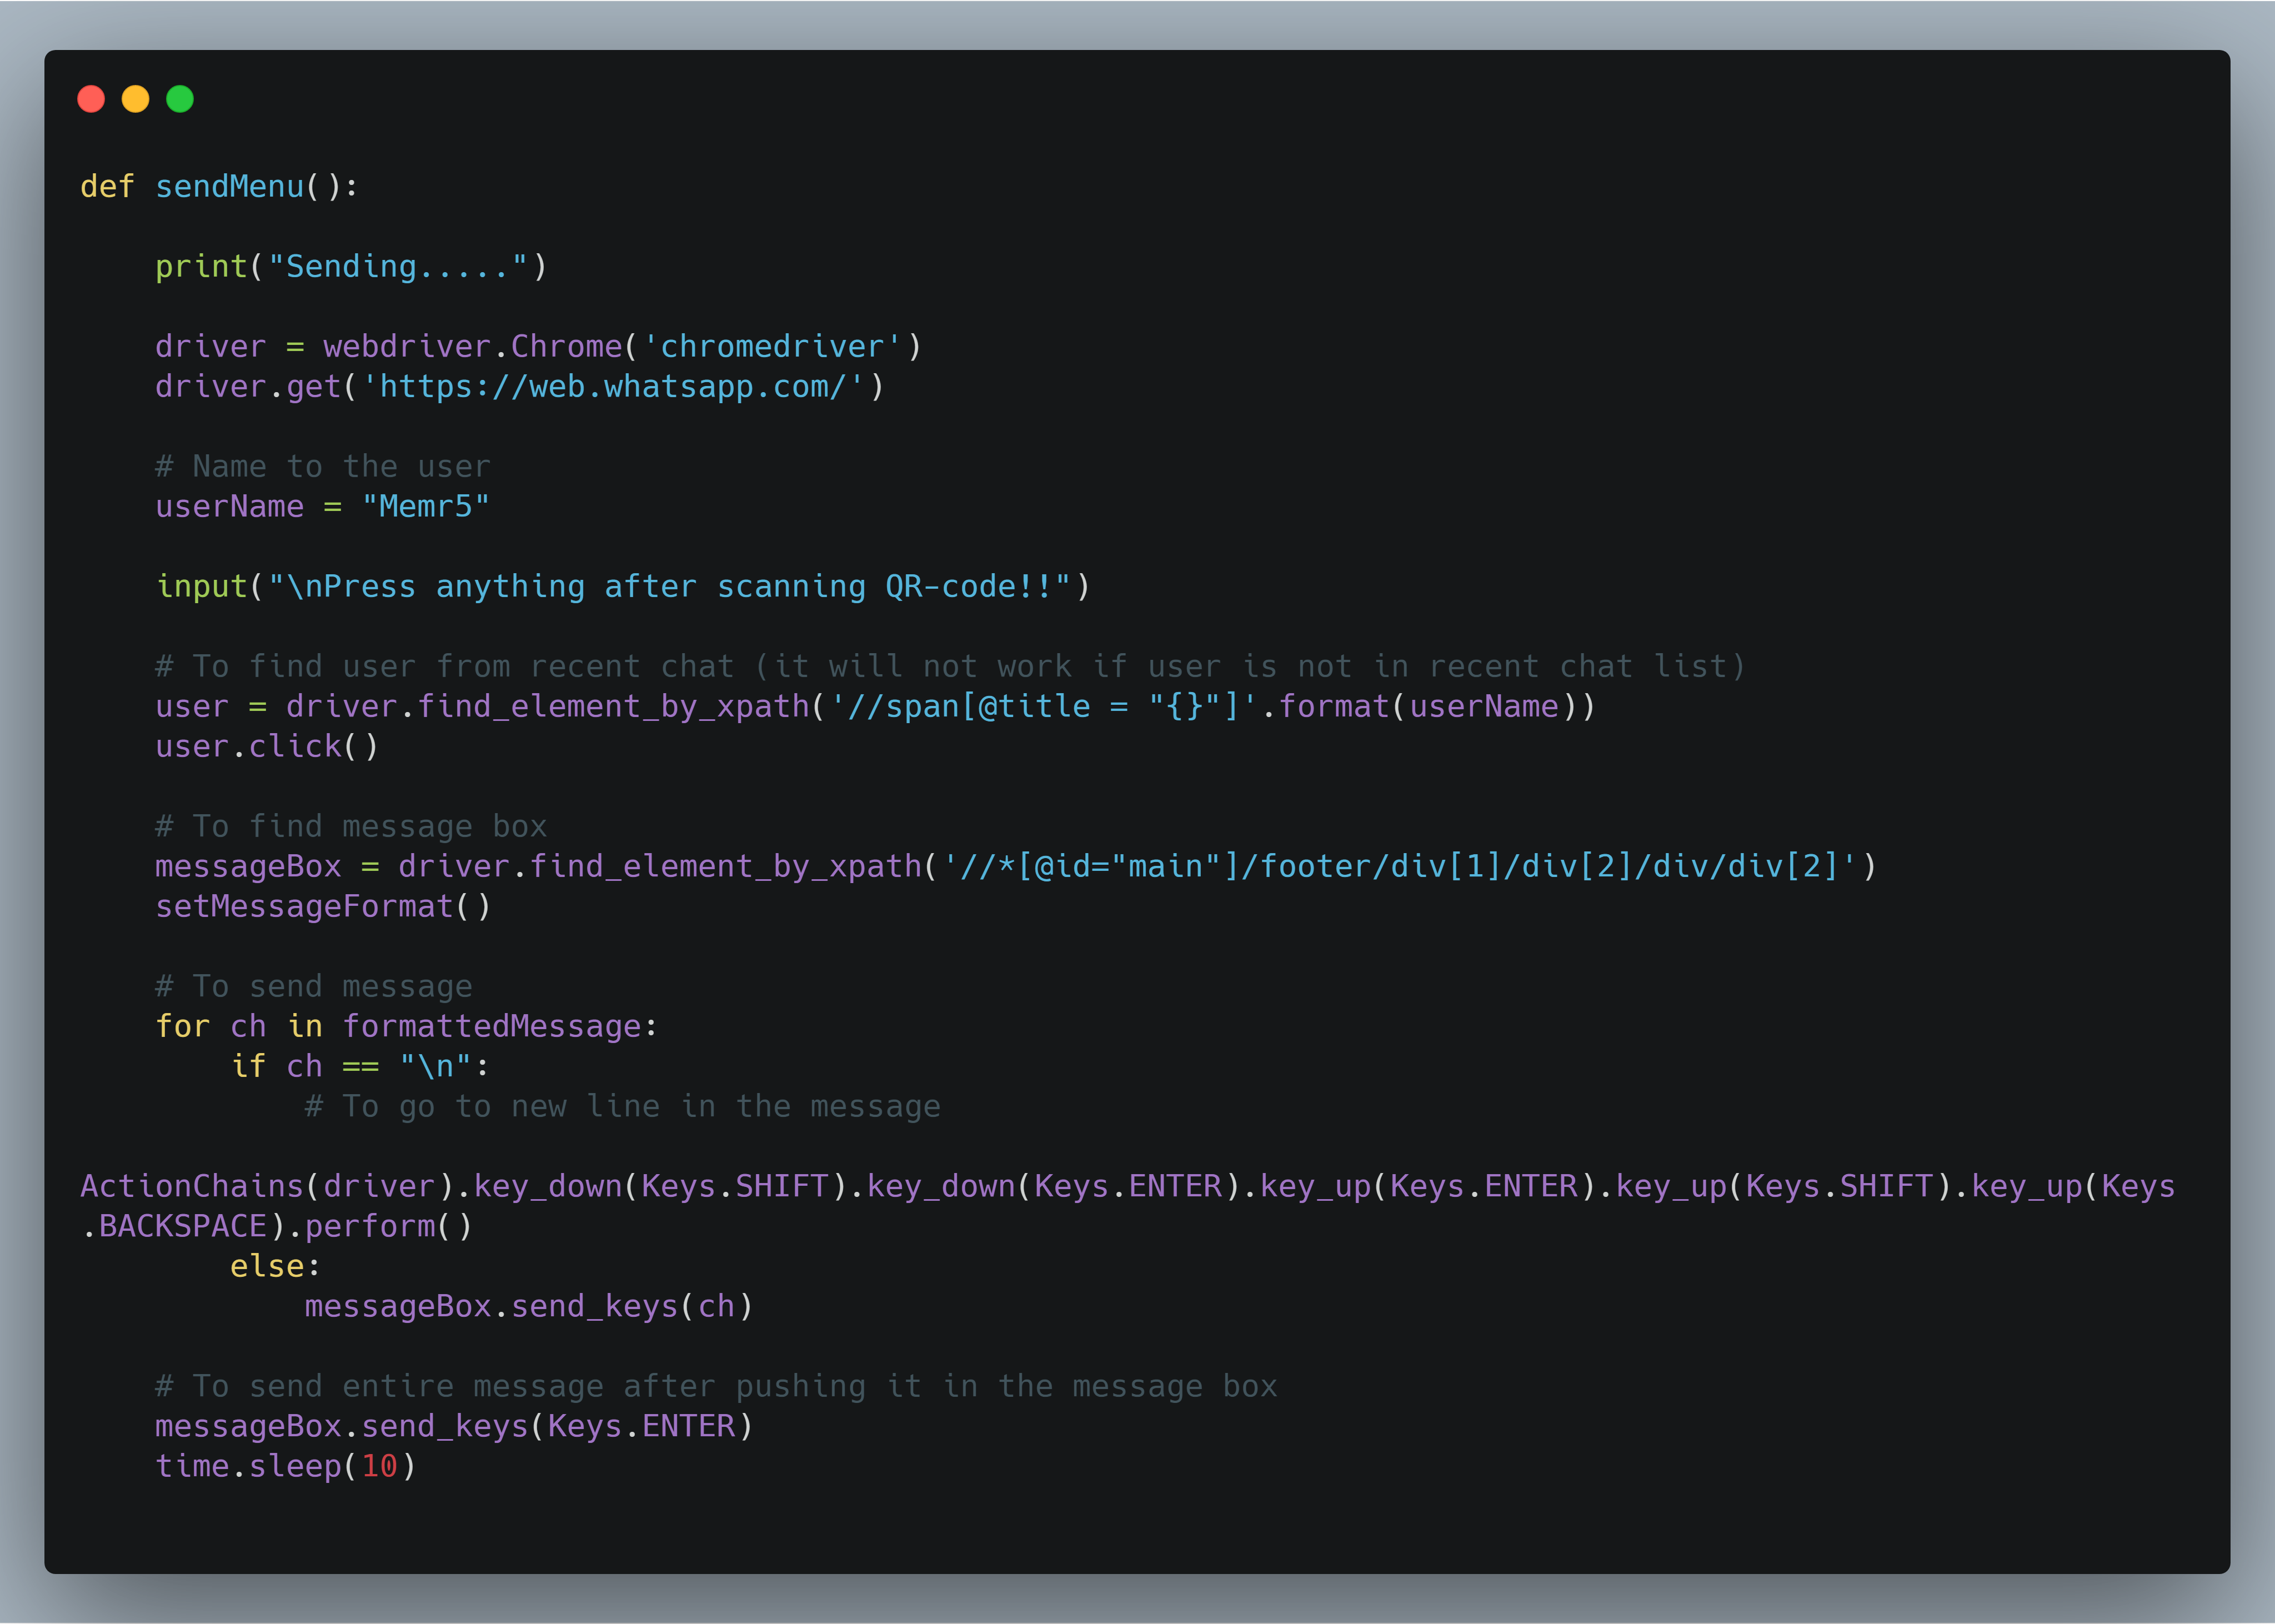 def sendMenu():
    print("Sending.....")
    driver = webdriver.Chrome('chromedriver')
    driver.get('https://web.whatsapp.com/')
    # Name to the user
    userName = "Memr5"
    input("\nPress anything after scanning QR-code!!")
    # To find user from recent chat (it will not work if user is not in recent chat list)
    user = driver.find_element_by_xpath('//span[@title = "{}"]'.format(userName))
    user.click()
    # To find message box
    messageBox = driver.find_element_by_xpath('//*[@id="main"]/footer/div[1]/div[2]/div/div[2]')
    setMessageFormat()
    # To send message
    for ch in formattedMessage:
        if ch == "\n":
            # To go to new line in the message
ActionChains(driver).key_down(Keys.SHIFT).key_down(Keys.ENTER).key_up(Keys.ENTER).key_up(Keys.SHIFT).key_up(Keys
.BACKSPACE).perform()
        else:
            messageBox.send_keys(ch)
    # To send entire message after pushing it in the message box
    messageBox.send_keys(Keys.ENTER)
    time.sleep(10)